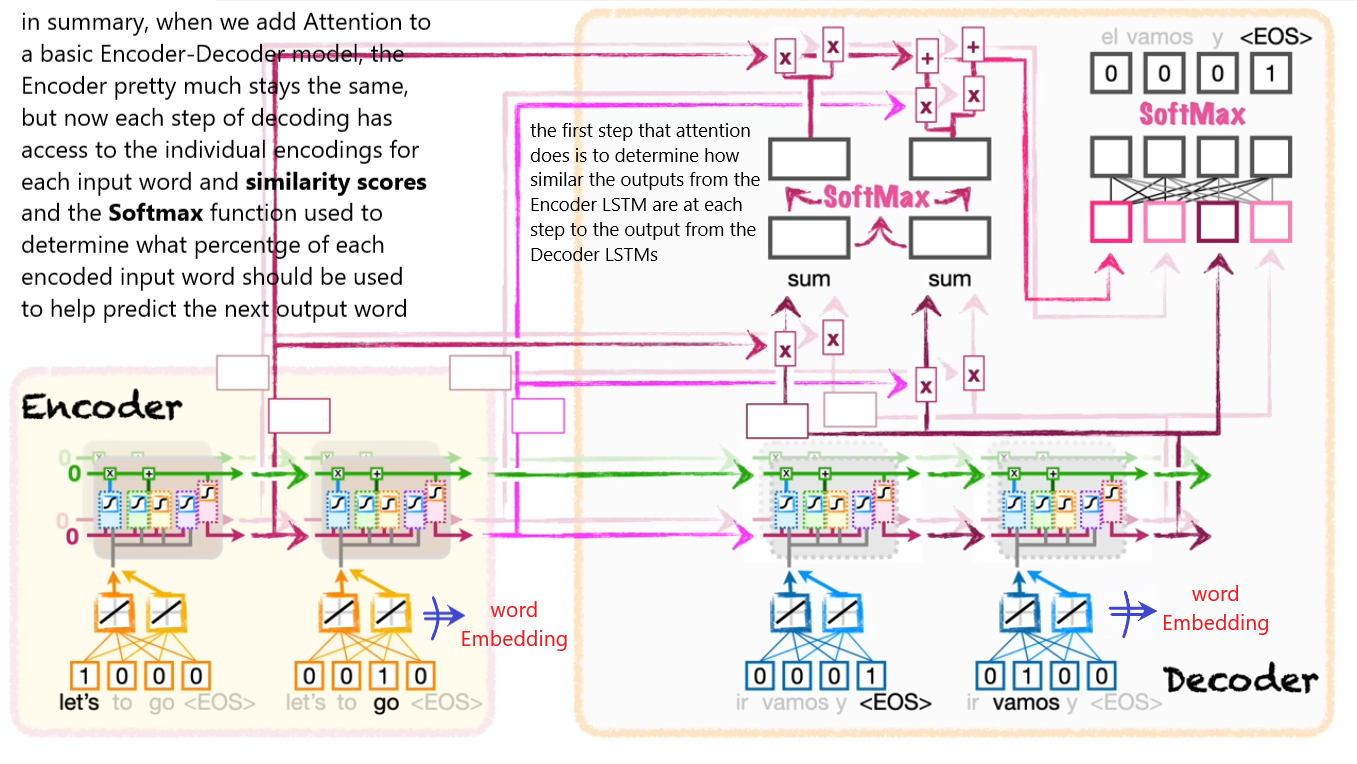 in summary, when we add Attention to
a basic Encoder-Decoder model, the
Encoder pretty much stays the same,
but now each step of decoding has
access to the individual encodings for
each input word and similarity scores
and the Softmax function used to
determine what percentge of each
encoded input word should be used
to help predict the next output word
the first step that attention
does is to determine how
similar the outputs from the
Encoder LSTM are at each
step to the output from the
Decoder LSTMs
x x + +
x x
SoftMax
sum sum
x x
x x
el vamos y <EOS>
0 0 0 1
SoftMax
Encoder
0 x + x + x + x +
0 x + x + x + x +
0
0
word
Embedding
word
Embedding
1 0 0 0 0 0 1 0 0 0 0 1 0 1 0 0
let's to go <EOS> let's to go <EOS> ir vamos y <EOS> ir vamos y <EOS>
Decoder